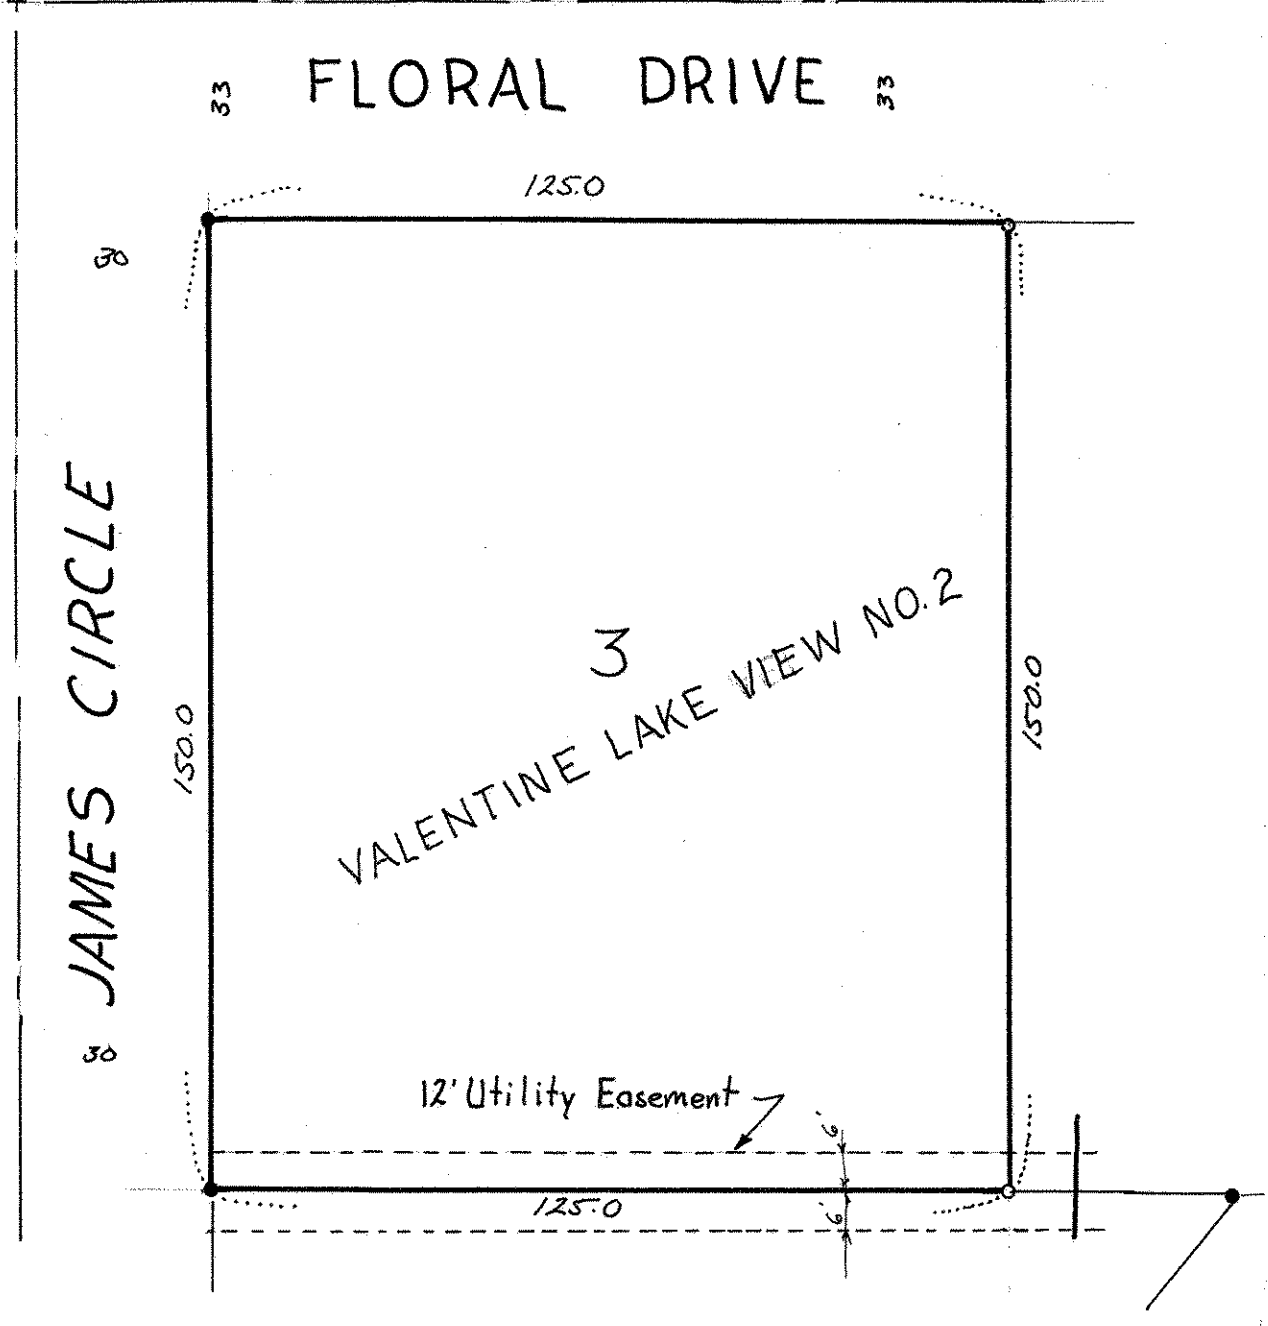 33 FLORAL DRIVE 33
125.0
30
JAMES CIRCLE
30
150.0
3
VALENTINE LAKE VIEW NO. 2
150.0
12' Utility Easement
6'
125.0
6'